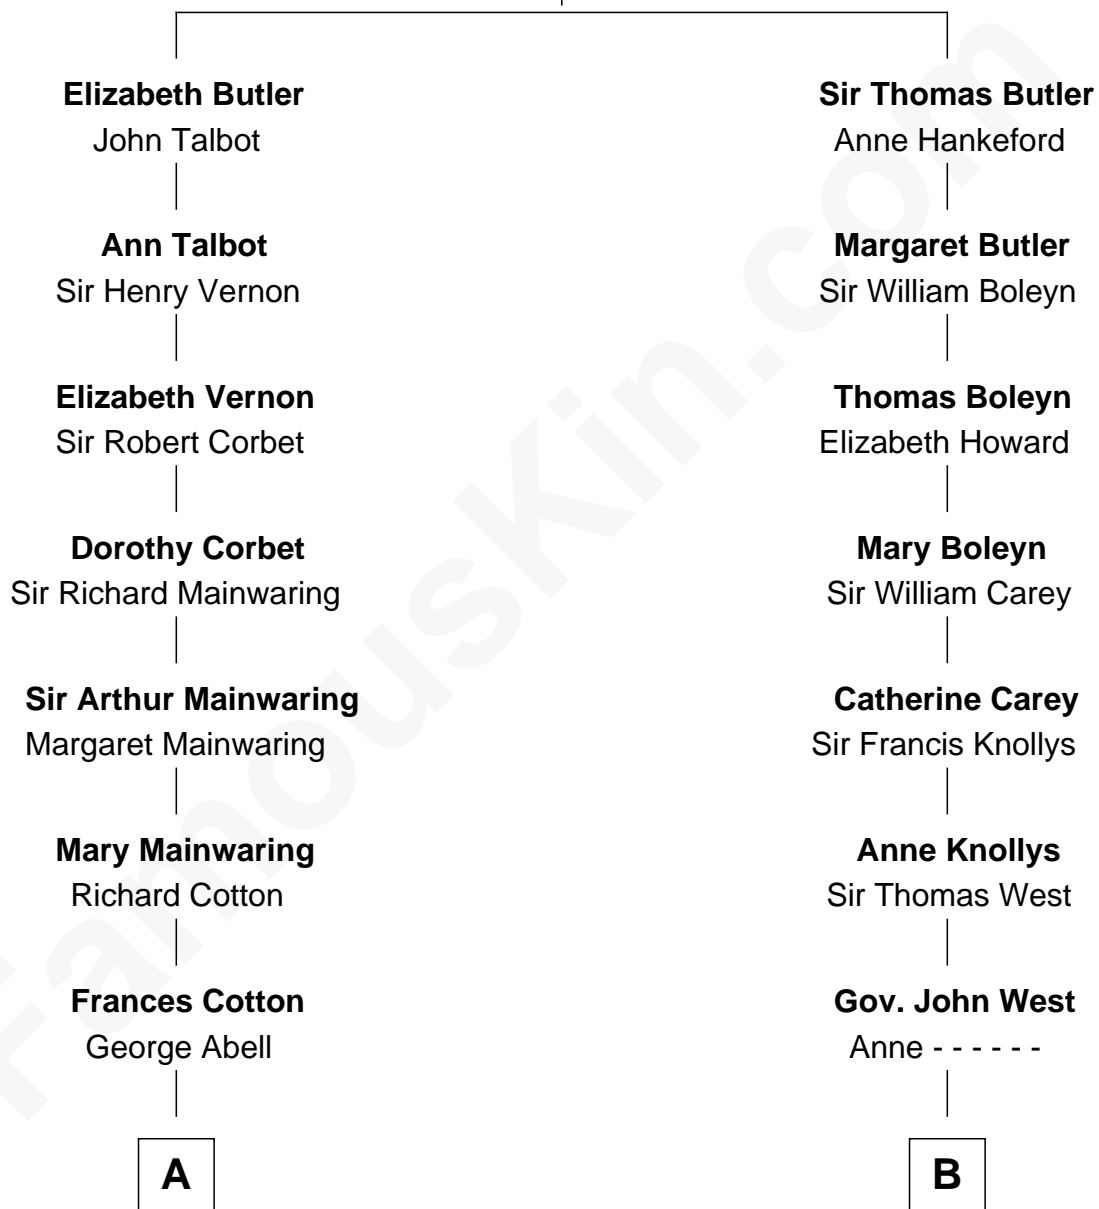 Elizabeth Butler
John Talbot
Ann Talbot
Sir Henry Vernon
Elizabeth Vernon
Sir Robert Corbet
Dorothy Corbet
Sir Richard Mainwaring
Sir Arthur Mainwaring
Margaret Mainwaring
Mary Mainwaring
Richard Cotton
Frances Cotton
George Abell
A
Sir Thomas Butler
Anne Hankeford
Margaret Butler
Sir William Boleyn
Thomas Boleyn
Elizabeth Howard
Mary Boleyn
Sir William Carey
Catherine Carey
Sir Francis Knollys
Anne Knollys
Sir Thomas West
Gov. John West
Anne - - - - - -
B
FamousKin.com